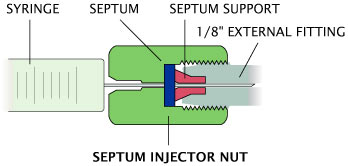 SYRINGE
SEPTUM
SEPTUM SUPPORT
1/8" EXTERNAL FITTING
SEPTUM INJECTOR NUT